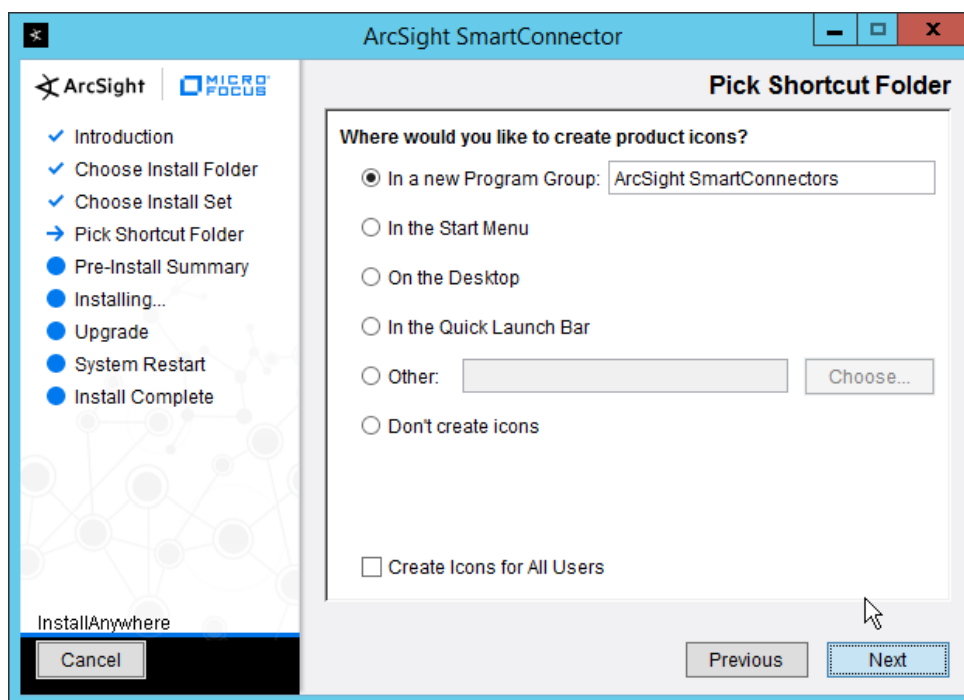 ArcSight SmartConnector
ArcSight MICRO FOCUS
Pick Shortcut Folder
Introduction
Choose Install Folder
Choose Install Set
Pick Shortcut Folder
Pre-Install Summary
Installing...
Upgrade
System Restart
Install Complete
Where would you like to create product icons?
In a new Program Group: ArcSight SmartConnectors
In the Start Menu
On the Desktop
In the Quick Launch Bar
Other: Choose...
Don't create icons
Create Icons for All Users
InstallAnywhere
Cancel Previous Next